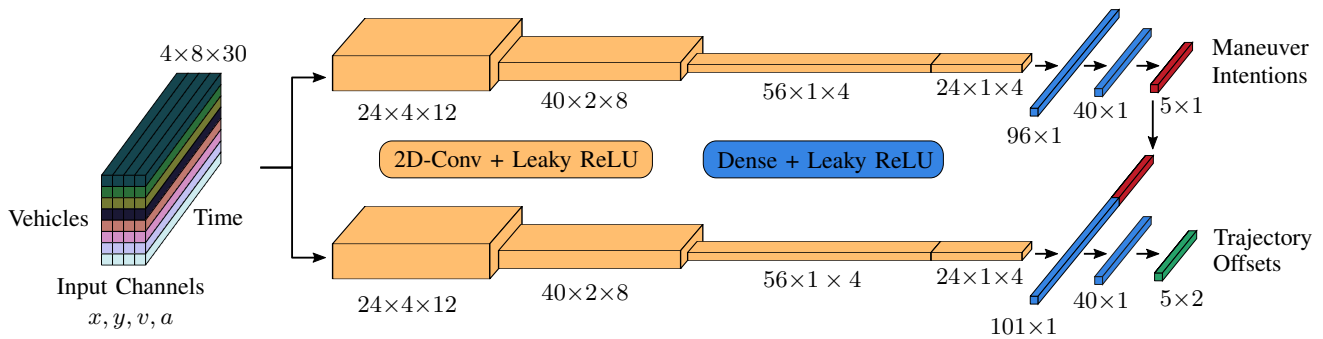 4×8×30
Vehicles
Time
Input Channels
x, y, v, a
24×4×12
40×2×8
56×1×4
24×1×4
96×1
40×1
5×1
Maneuver
Intentions
2D-Conv + Leaky ReLU
Dense + Leaky ReLU
24×4×12
40×2×8
56×1 × 4
24×1×4
101×1
40×1
5×2
Trajectory
Offsets